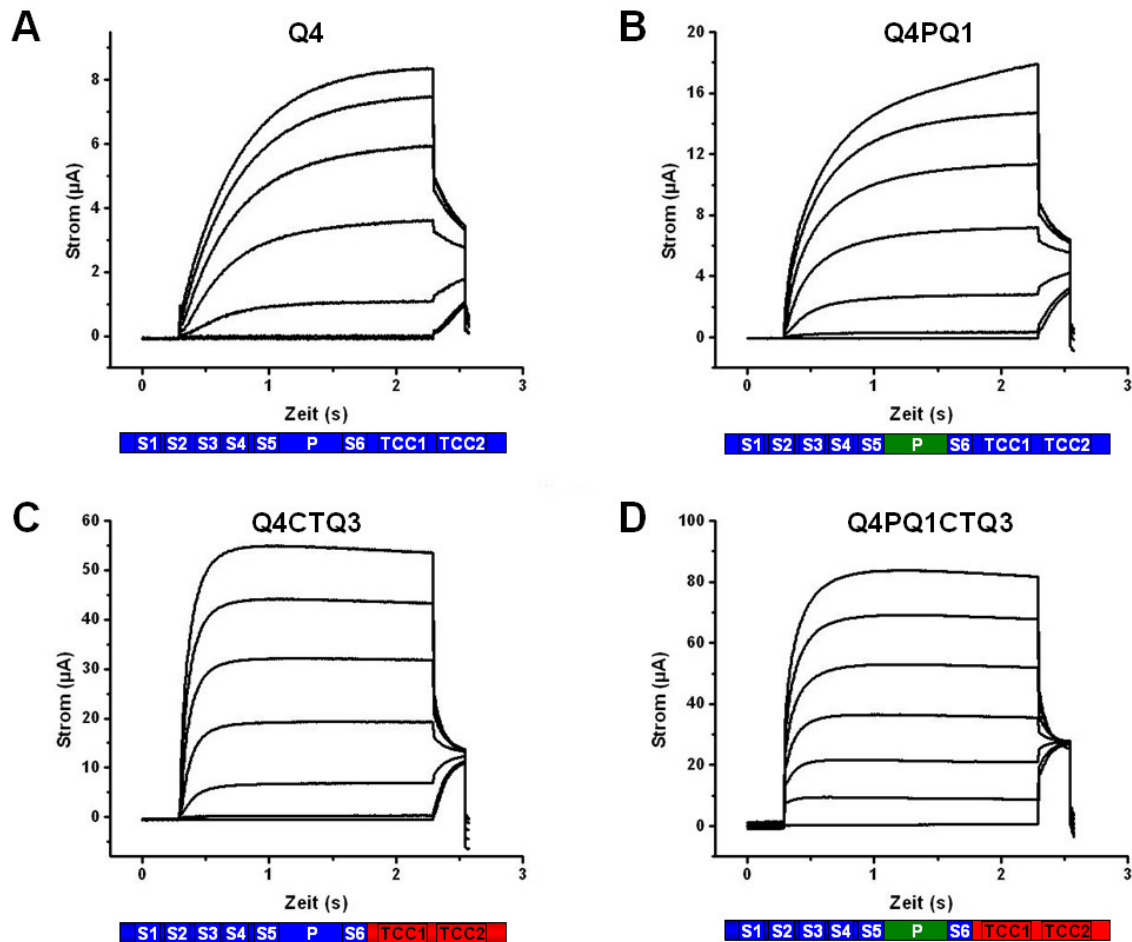 A
Q4
8
6
4
2
0
Strom (µA)
0
1
2
3
Zeit (s)
S1 S2 S3 S4 S5 P S6 TCC1 TCC2
B
Q4PQ1
20
16
12
8
4
0
Strom (µA)
0
1
2
3
Zeit (s)
S1 S2 S3 S4 S5 P S6 TCC1 TCC2
C
Q4CTQ3
60
50
40
30
20
10
0
Strom (µA)
0
1
2
3
Zeit (s)
S1 S2 S3 S4 S5 P S6 TCC1 TCC2
D
Q4PQ1CTQ3
100
80
60
40
20
0
Strom (µA)
0
1
2
3
Zeit (s)
S1 S2 S3 S4 S5 P S6 TCC1 TCC2